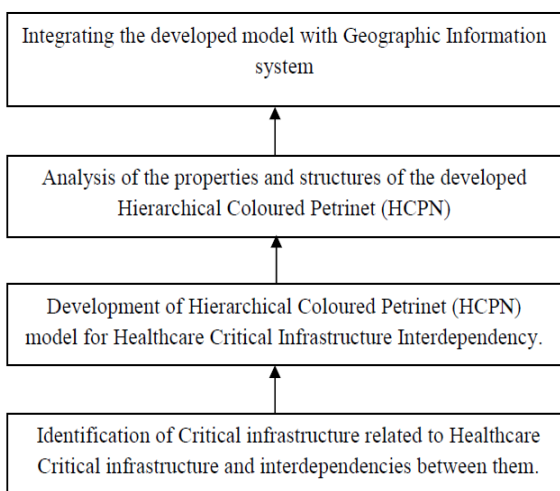 Integrating the developed model with Geographic Information
system
Analysis of the properties and structures of the developed
Hierarchical Coloured Petrinet (HCPN)
Development of Hierarchical Coloured Petrinet (HCPN)
model for Healthcare Critical Infrastructure Interdependency.
Identification of Critical infrastructure related to Healthcare
Critical infrastructure and interdependencies between them.